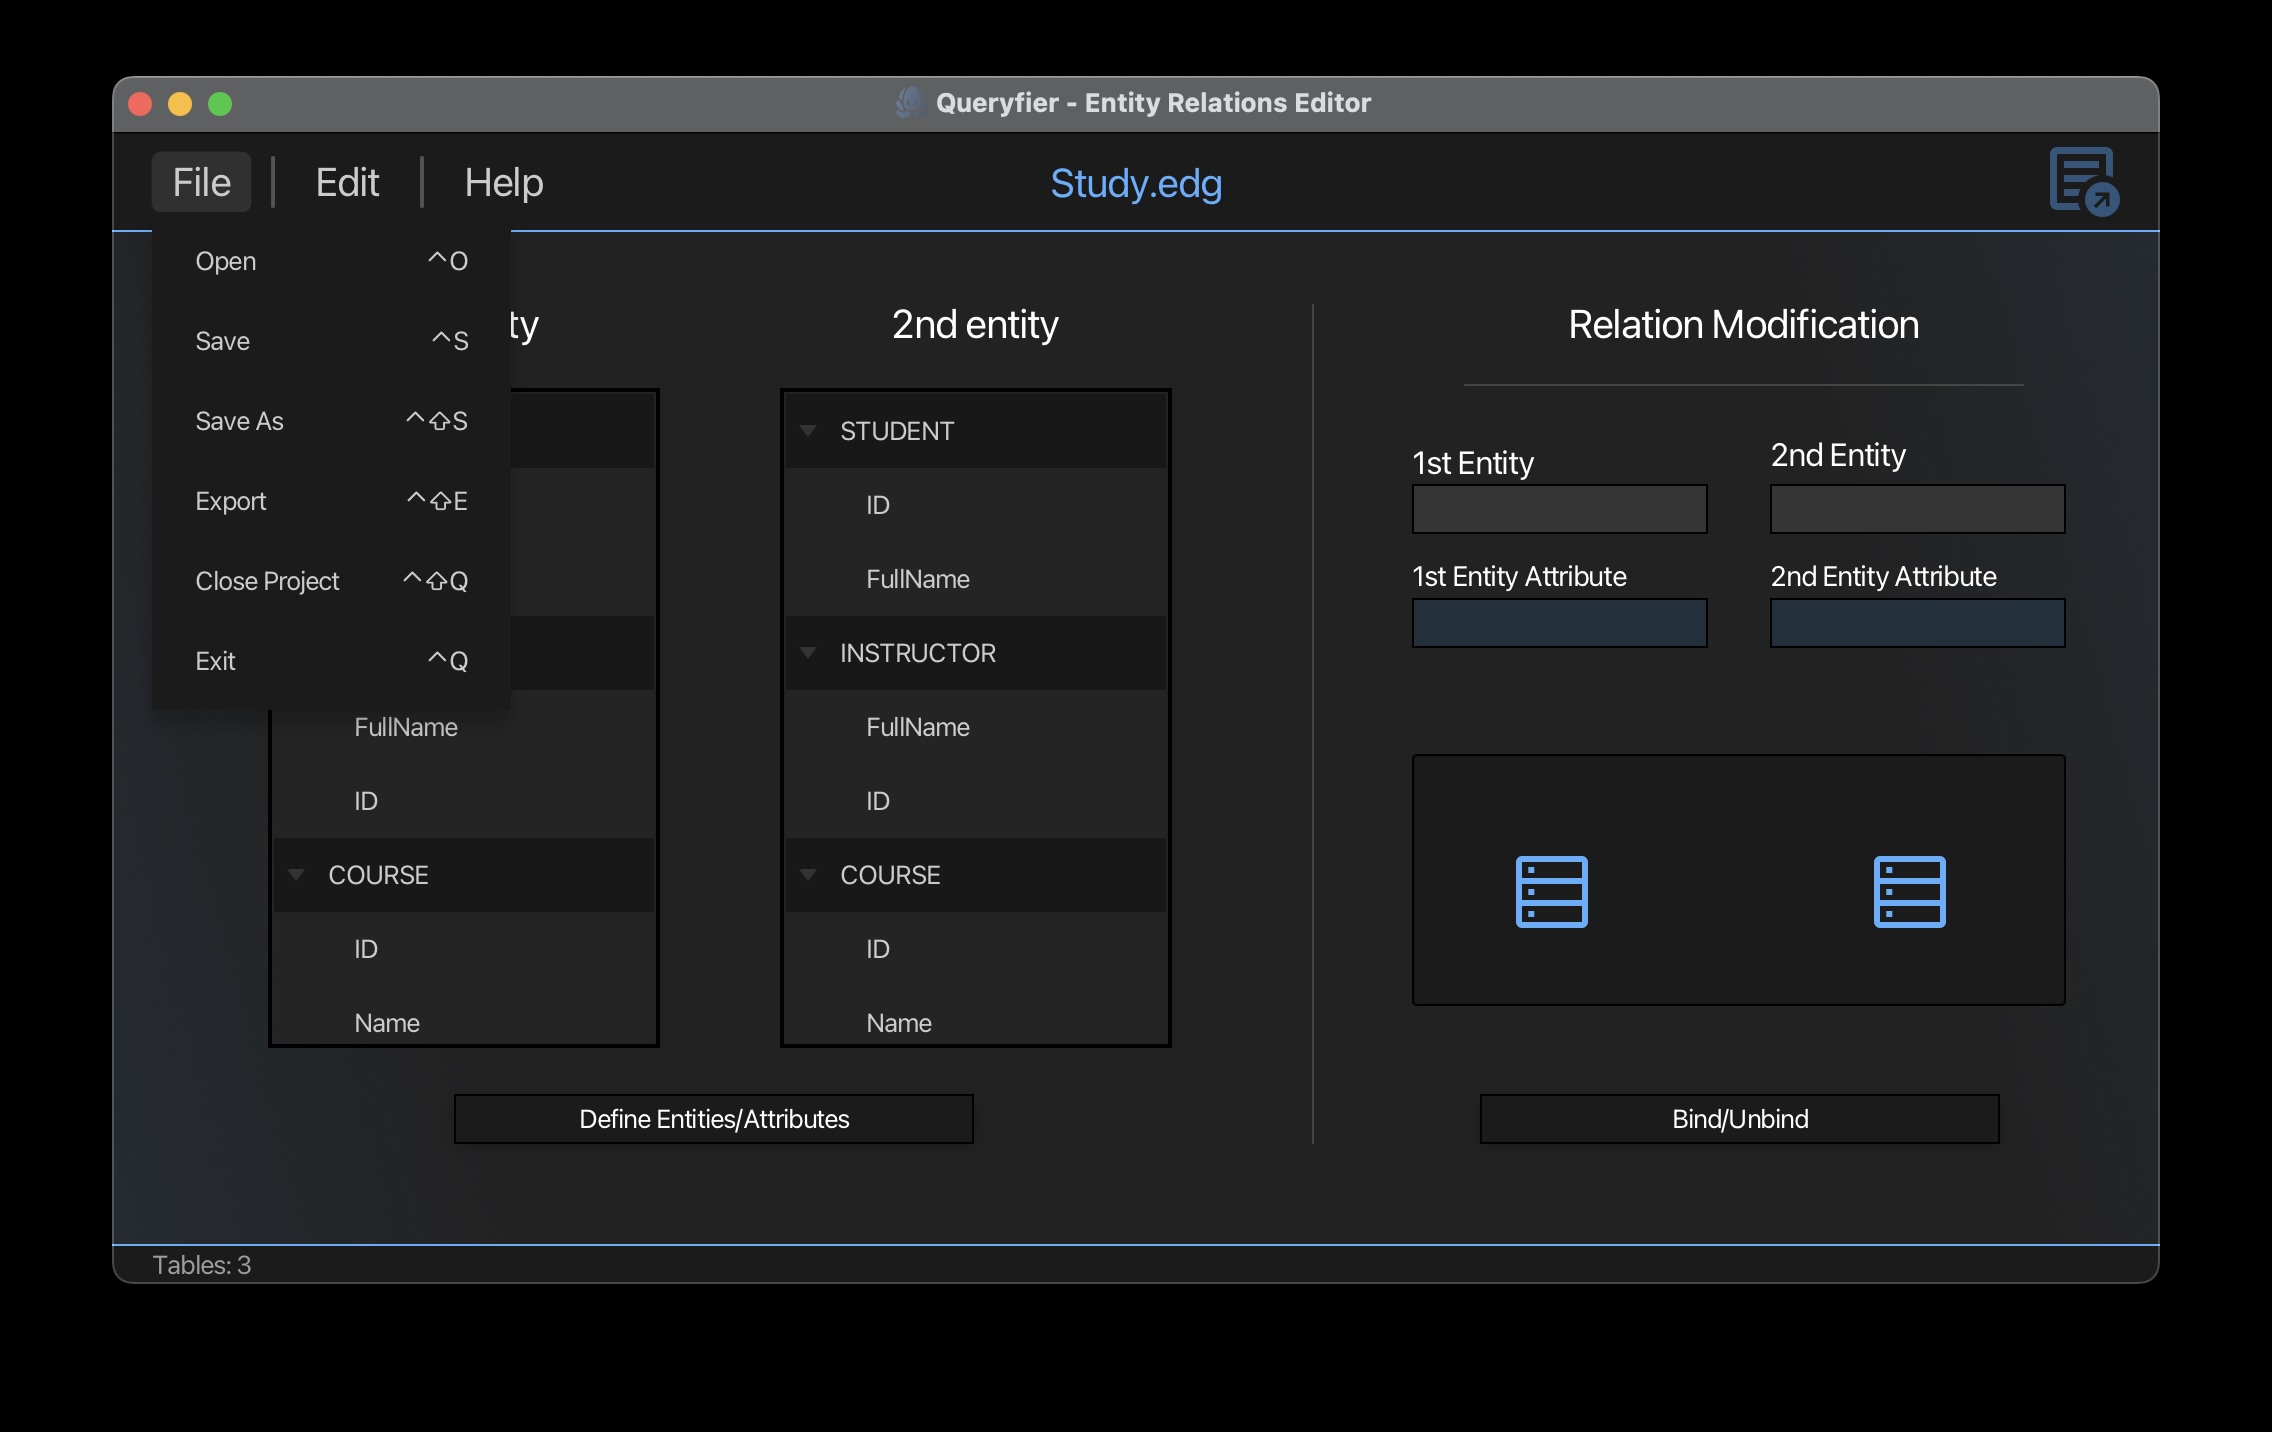 Queryfier - Entity Relations Editor
File Edit Help
Study.edg
Open ^O
Save ^S
Save As ^⇧S
Export ^⇧E
Close Project ^⇧Q
Exit ^Q
FullName
ID
COURSE
ID
Name
2nd entity
STUDENT
ID
FullName
INSTRUCTOR
FullName
ID
COURSE
ID
Name
Define Entities/Attributes
Relation Modification
1st Entity
2nd Entity
1st Entity Attribute
2nd Entity Attribute
Bind/Unbind
Tables: 3